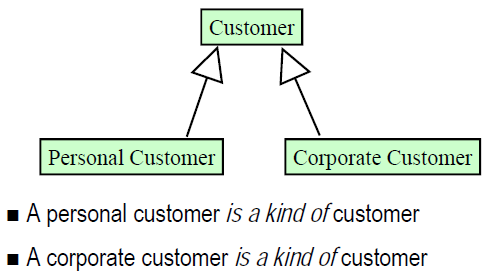 Customer
Personal Customer
Corporate Customer
■ A personal customer is a kind of customer
■ A corporate customer is a kind of customer